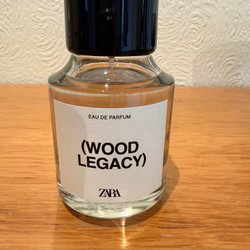 EAU DE PARFUM
(WOOD
LEGACY)
ZARA